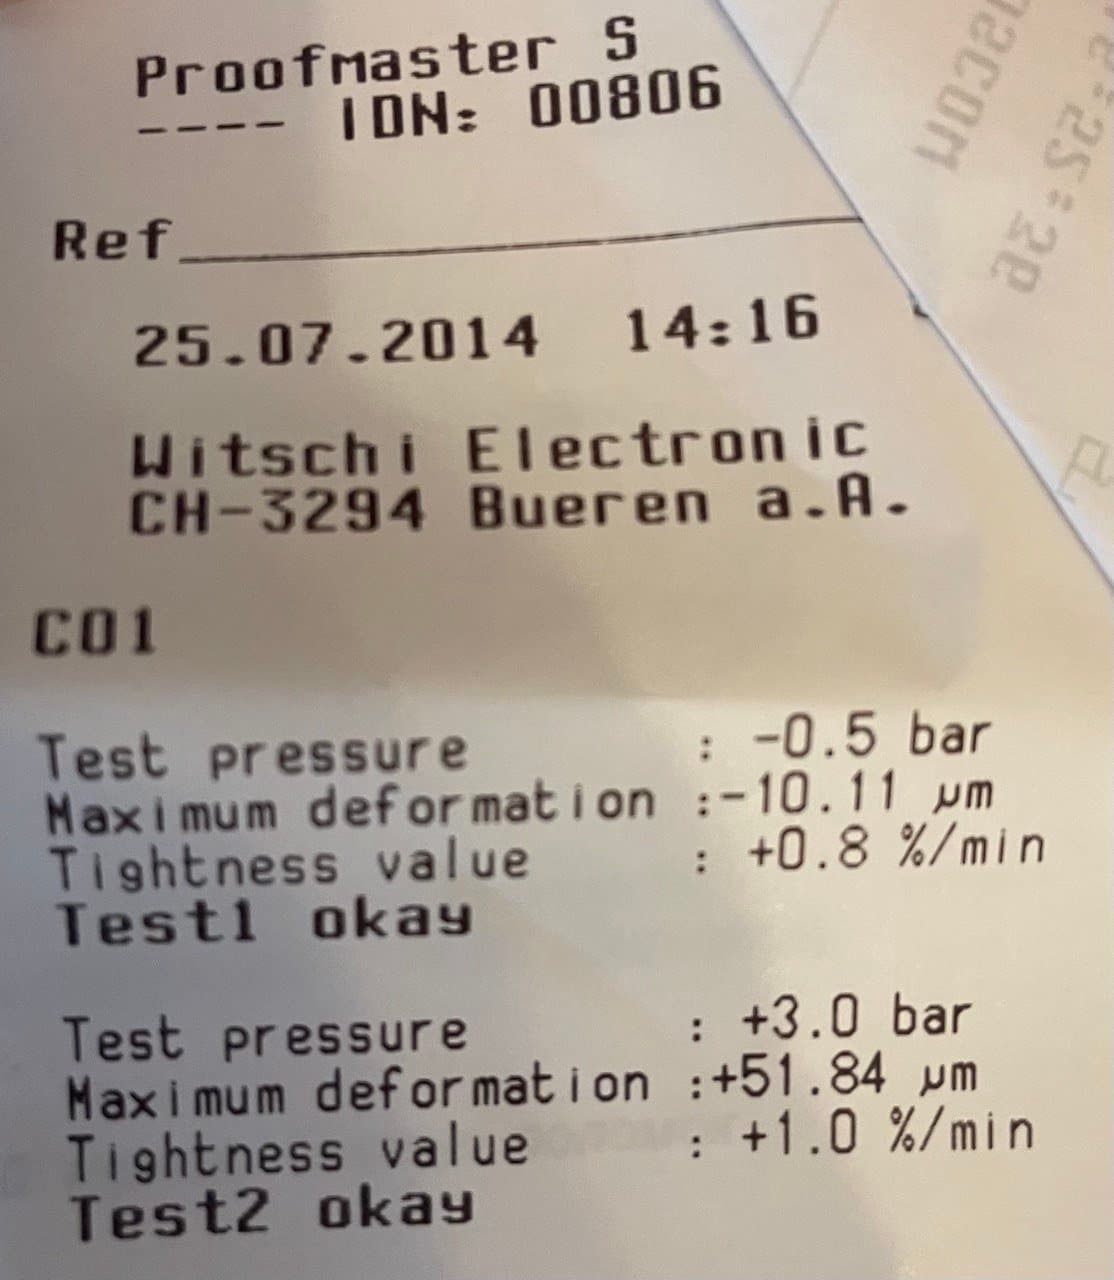 Proofmaster S
---- IDN: 00806
Ref
25.07.2014 14:16
Witschi Electronic
CH-3294 Bueren a.A.
C01
Test pressure : -0.5 bar
Maximum deformation :-10.11 µm
Tightness value : +0.8 %/min
Test1 okay
Test pressure : +3.0 bar
Maximum deformation :+51.84 µm
Tightness value : +1.0 %/min
Test2 okay